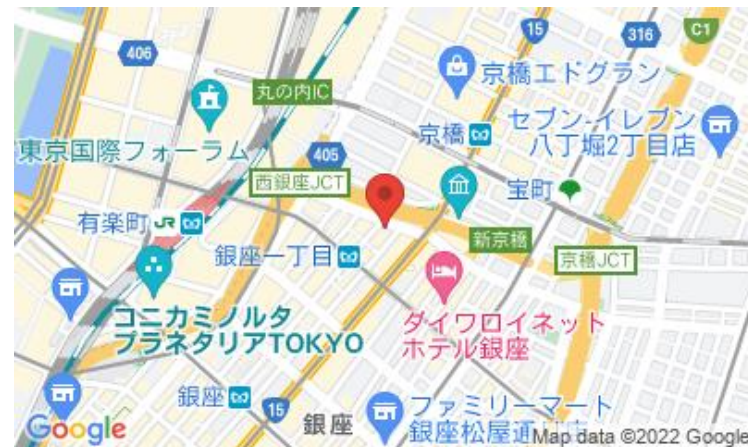 15
316
C1
406
京橋エドグラン
丸の内IC
京橋
セブン-イレブン
八丁堀2丁目店
東京国際フォーラム
405
西銀座JCT
宝町
有楽町
JR
新京橋
銀座一丁目
京橋JCT
コニカミノルタ
プラネタリアTOKYO
ダイワロイネット
ホテル銀座
銀座
15
銀座
ファミリーマート
銀座松屋通
Google
Map data ©2022 Google